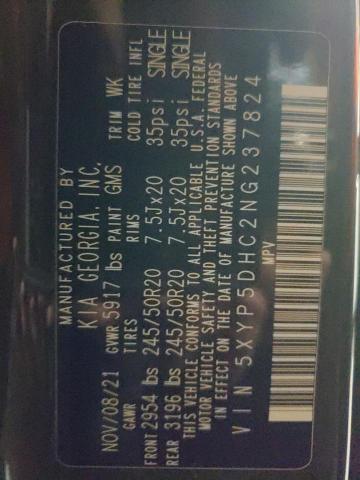 MANUFACTURED BY
KIA GEORGIA, INC.
NOV/08/21 GVWR 5917 lbs PAINT GMS TRIM WK
GAWR TIRES RIMS COLD TIRE INFL
FRONT 2954 lbs 245/50R20 7.5Jx20 35psi SINGLE
REAR 3196 lbs 245/50R20 7.5Jx20 35psi SINGLE
THIS VEHICLE CONFORMS TO ALL APPLICABLE U.S.A. FEDERAL
MOTOR VEHICLE SAFETY AND THEFT PREVENTION STANDARDS
IN EFFECT ON THE DATE OF MANUFACTURE SHOWN ABOVE
VIN 5XYP5DHC2NG237824
MPV